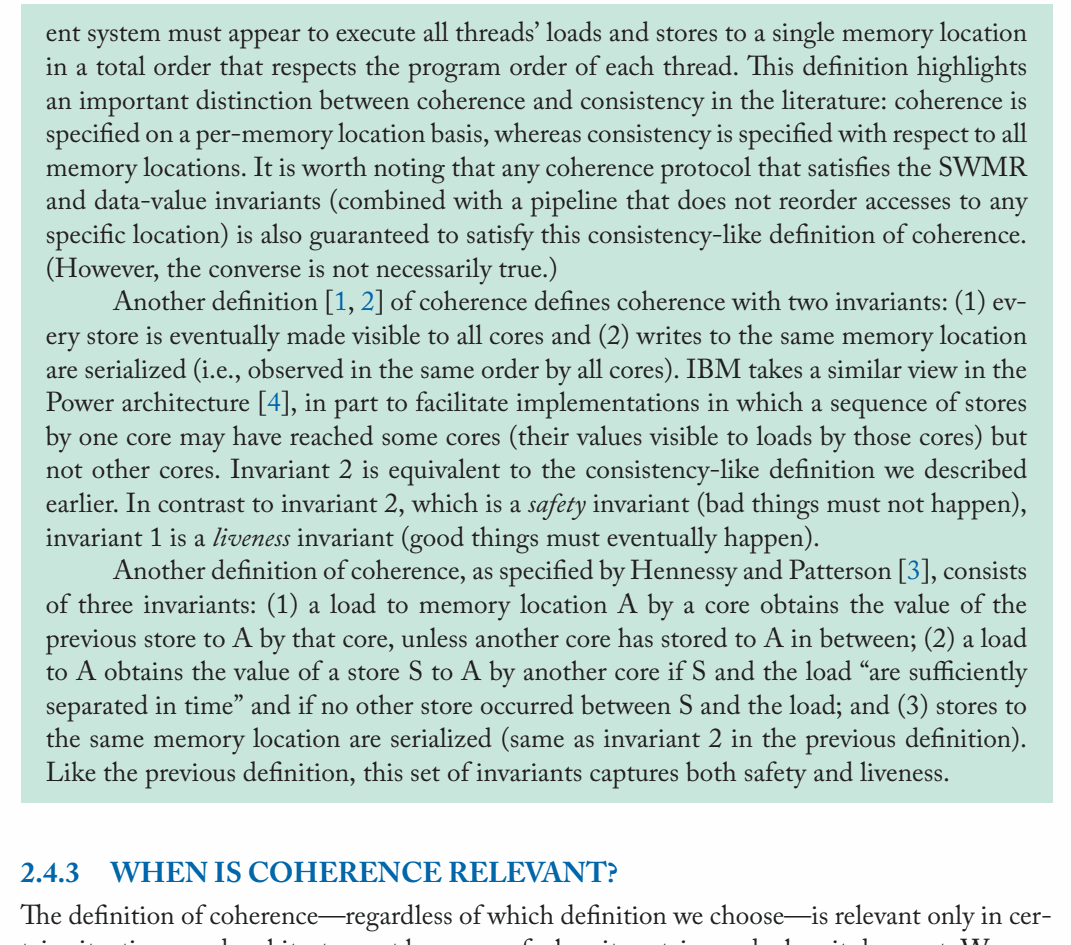 ent system must appear to execute all threads’ loads and stores to a single memory location
in a total order that respects the program order of each thread. This definition highlights
an important distinction between coherence and consistency in the literature: coherence is
specified on a per-memory location basis, whereas consistency is specified with respect to all
memory locations. It is worth noting that any coherence protocol that satisfies the SWMR
and data-value invariants (combined with a pipeline that does not reorder accesses to any
specific location) is also guaranteed to satisfy this consistency-like definition of coherence.
(However, the converse is not necessarily true.)
Another definition [1, 2] of coherence defines coherence with two invariants: (1) ev-
ery store is eventually made visible to all cores and (2) writes to the same memory location
are serialized (i.e., observed in the same order by all cores). IBM takes a similar view in the
Power architecture [4], in part to facilitate implementations in which a sequence of stores
by one core may have reached some cores (their values visible to loads by those cores) but
not other cores. Invariant 2 is equivalent to the consistency-like definition we described
earlier. In contrast to invariant 2, which is a safety invariant (bad things must not happen),
invariant 1 is a liveness invariant (good things must eventually happen).
Another definition of coherence, as specified by Hennessy and Patterson [3], consists
of three invariants: (1) a load to memory location A by a core obtains the value of the
previous store to A by that core, unless another core has stored to A in between; (2) a load
to A obtains the value of a store S to A by another core if S and the load “are sufficiently
separated in time” and if no other store occurred between S and the load; and (3) stores to
the same memory location are serialized (same as invariant 2 in the previous definition).
Like the previous definition, this set of invariants captures both safety and liveness.
2.4.3 WHEN IS COHERENCE RELEVANT?
The definition of coherence—regardless of which definition we choose—is relevant only in cer-